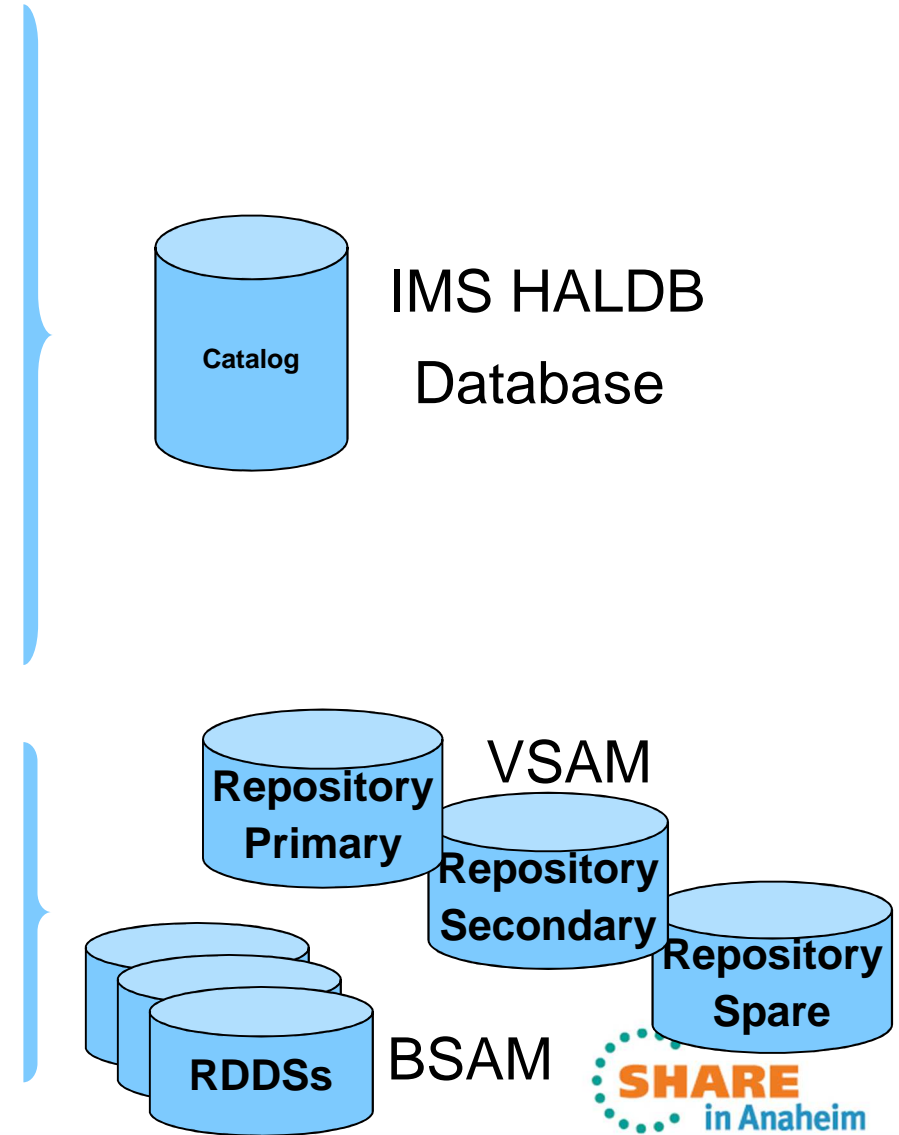 Catalog
IMS HALDB
Database
Repository
Primary
VSAM
Repository
Secondary
Repository
Spare
RDDSs
BSAM
SHARE
in Anaheim